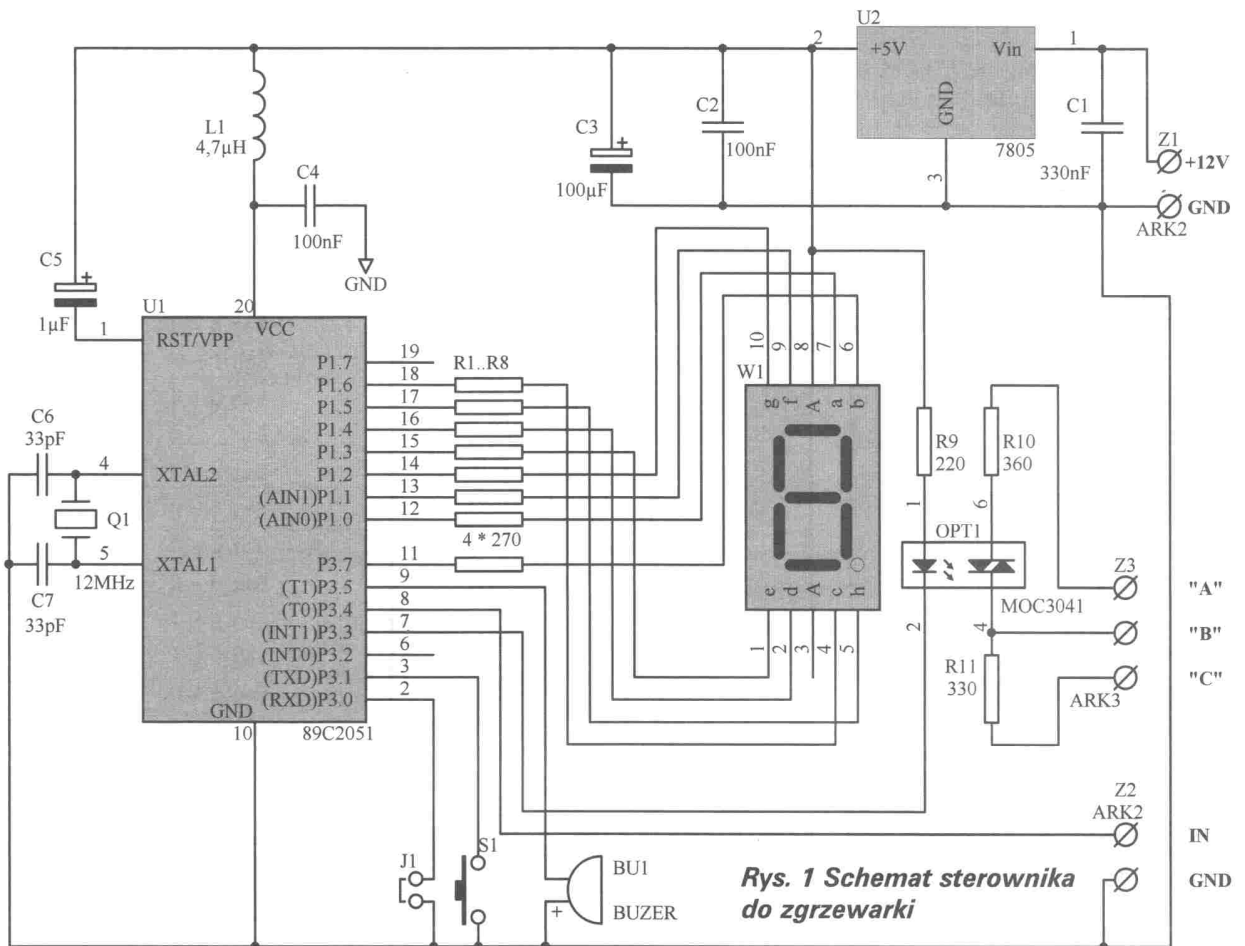 U2
2
+5V
Vin
1
GND
3
7805
C1
330nF
Z1
+12V
GND
ARK2
L1
4,7µH
C3
+
100µF
C2
100nF
C4
100nF
GND
C5
+
1µF
1
U1
20
RST/VPP
VCC
P1.7
19
P1.6
18
R1..R8
P1.5
17
P1.4
16
P1.3
15
P1.2
14
(AIN1)P1.1
13
(AIN0)P1.0
12
4 * 270
P3.7
11
(T1)P3.5
9
(T0)P3.4
8
(INT1)P3.3
7
(INT0)P3.2
6
(TXD)P3.1
3
(RXD)P3.0
2
GND
10
89C2051
C6
33pF
4
XTAL2
Q1
5
XTAL1
12MHz
C7
33pF
W1
10
9
8
7
6
g
f
A
a
b
e
d
A
c
h
1
2
3
4
5
R9
220
R10
360
1
6
OPT1
MOC3041
2
4
R11
330
Z3
"A"
"B"
"C"
ARK3
Z2
ARK2
IN
GND
J1
S1
BU1
+
BUZER
Rys. 1 Schemat sterownika
do zgrzewarki